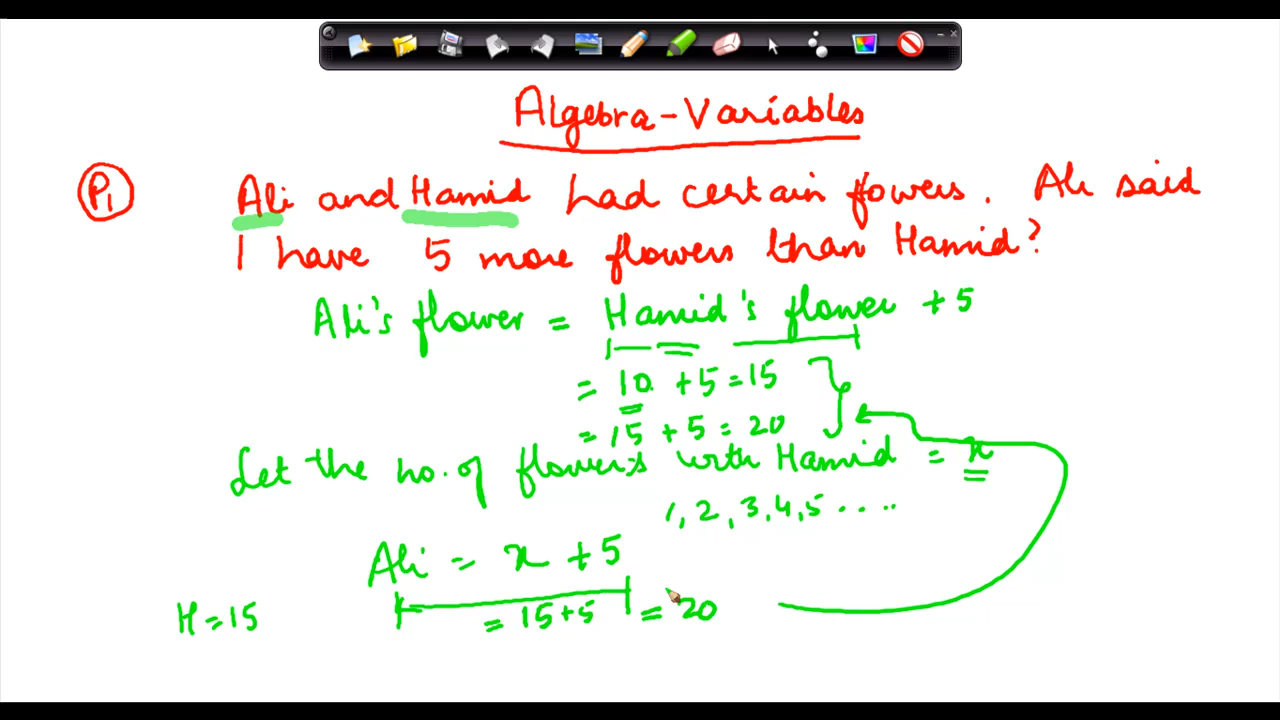 Algebra-Variables
P1 Ali and Hamid had certain fowers. Ali said
I have 5 more flowers than Hamid?
Ali's flower = Hamid's flower + 5
= 10 + 5 = 15
= 15 + 5 = 20
Let the no. of flowers with Hamid = x
1, 2, 3, 4, 5 ....
Ali = x + 5
H = 15 = 15 + 5 = 20